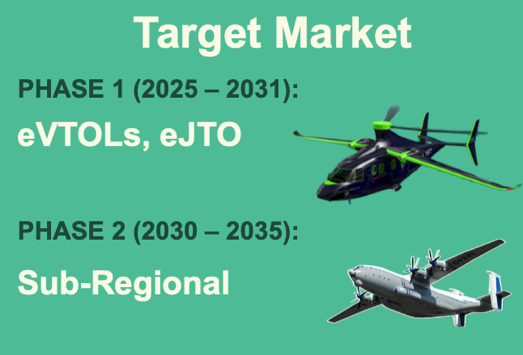 Target Market
PHASE 1 (2025 – 2031):
eVTOLs, eJTO
PHASE 2 (2030 – 2035):
Sub-Regional